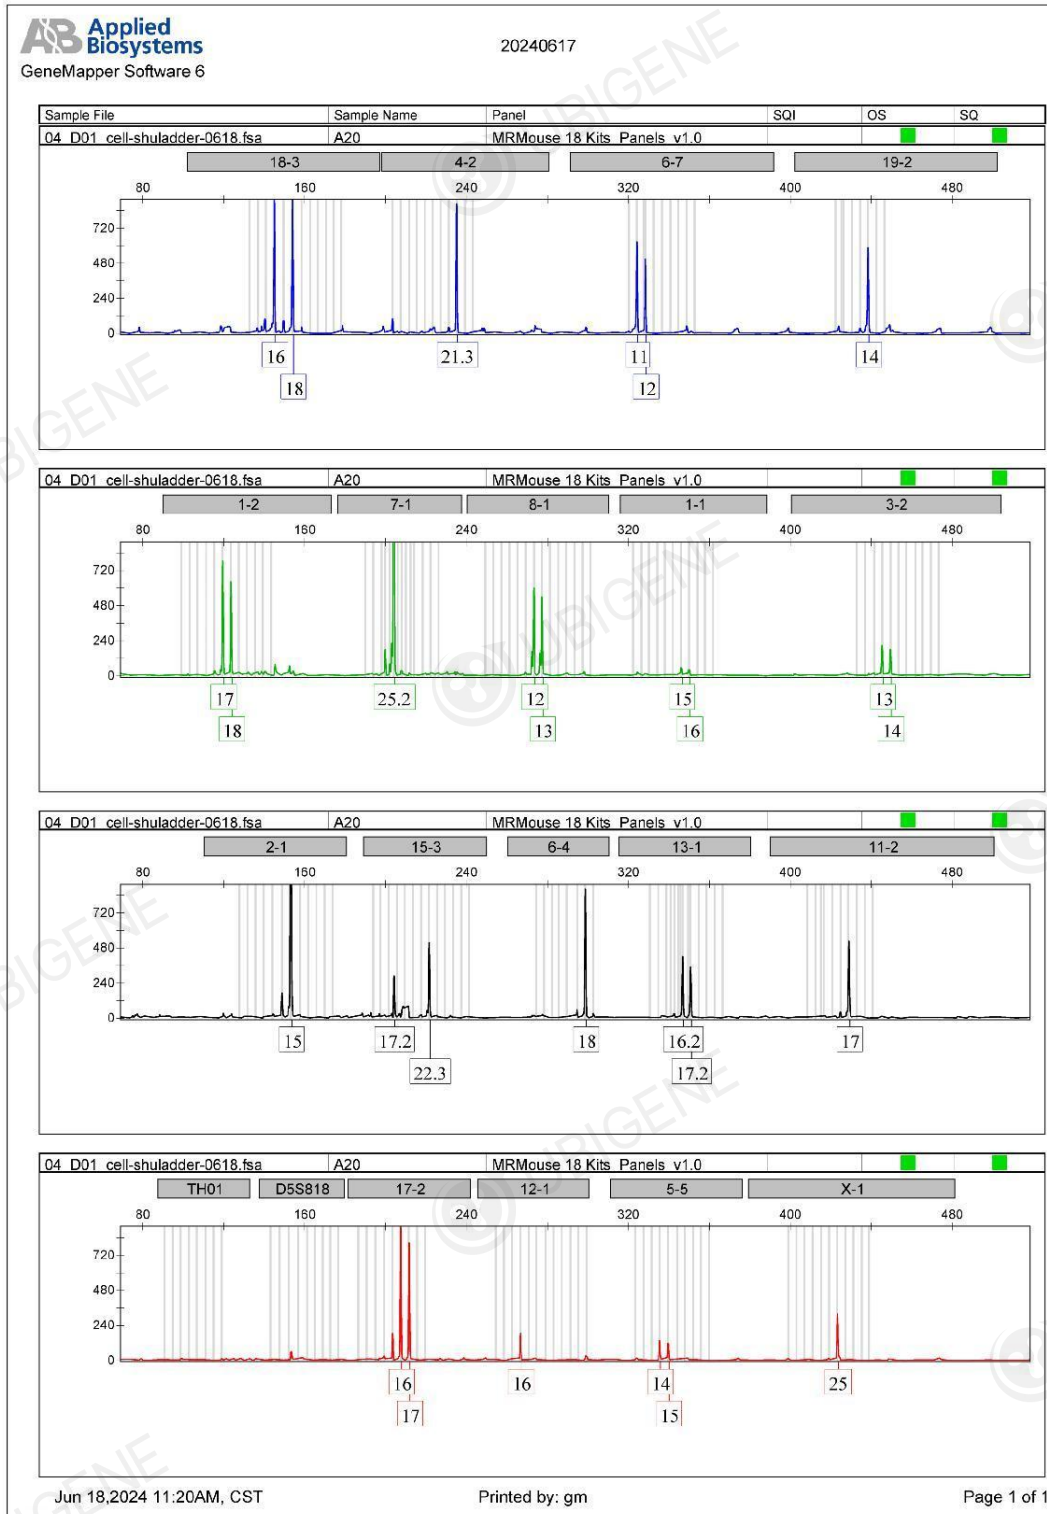 AB Applied Biosystems
20240617
GeneMapper Software 6
Sample File Sample Name Panel SQI OS SQ
04_D01_cell-shuladder-0618.fsa A20 MRMouse 18 Kits_Panels_v1.0
18-3 4-2 6-7 19-2
80 160 240 320 400 480
720
480
240
0
16 21.3 11 14
18 12
04_D01_cell-shuladder-0618.fsa A20 MRMouse 18 Kits_Panels_v1.0
1-2 7-1 8-1 1-1 3-2
80 160 240 320 400 480
720
480
240
0
17 25.2 12 15 13
18 13 16 14
04_D01_cell-shuladder-0618.fsa A20 MRMouse 18 Kits_Panels_v1.0
2-1 15-3 6-4 13-1 11-2
80 160 240 320 400 480
720
480
240
0
15 17.2 18 16.2 17
22.3 17.2
04_D01_cell-shuladder-0618.fsa A20 MRMouse 18 Kits_Panels_v1.0
TH01 D5S818 17-2 12-1 5-5 X-1
80 160 240 320 400 480
720
480
240
0
16 16 14 25
17 15
Jun 18,2024 11:20AM, CST Printed by: gm Page 1 of 1
UBIGENE
UBIGENE
UBIGENE
UBIGENE
UBIGENE